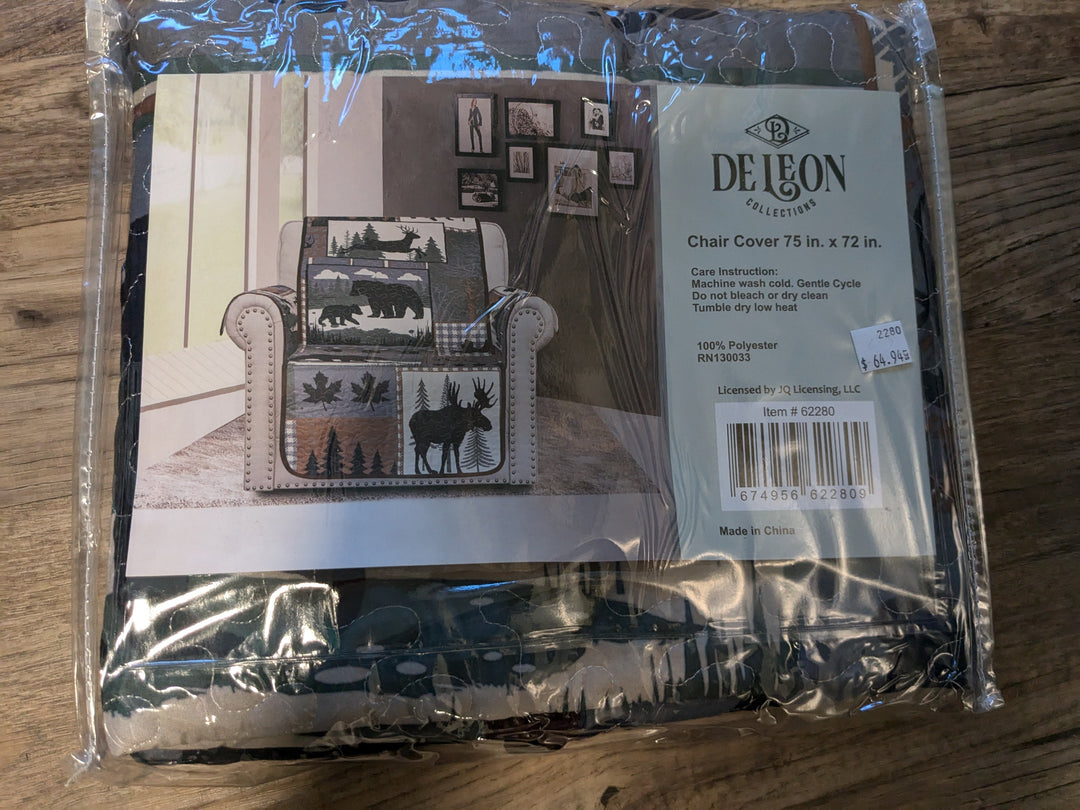 DE LEON
COLLECTIONS
Chair Cover 75 in. x 72 in.
Care Instruction:
Machine wash cold. Gentle Cycle
Do not bleach or dry clean
Tumble dry low heat
100% Polyester
RN130033
2280
$ 64.94
Licensed by JQ Licensing, LLC
Item # 62280
674956 622809
Made in China